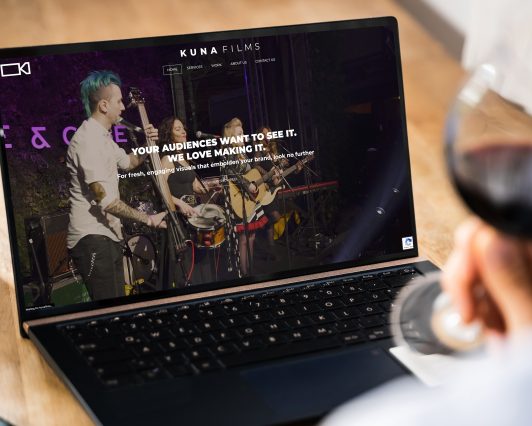 KUNA FILMS
HOME SERVICES WORK ABOUT US CONTACT US
E & C E
YOUR AUDIENCES WANT TO SEE IT.
WE LOVE MAKING IT.
For fresh, engaging visuals that embolden your brand, look no further